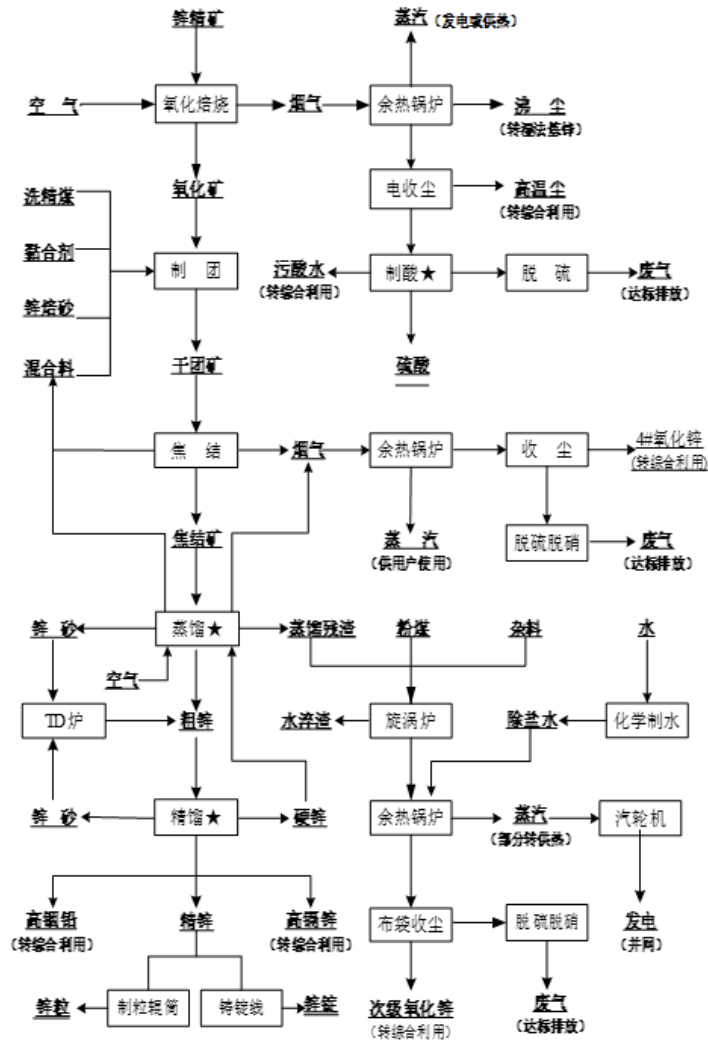 锌精矿
蒸汽（发电或供热）
空 气
氧化焙烧
烟气
余热锅炉
沸 尘
（转湿法炼锌）
洗精煤
氧化矿
电收尘
高温尘
（转综合利用）
黏合剂
制 团
污酸水
（转综合利用）
制酸★
脱 硫
废气
（达标排放）
锌焙砂
混合料
干团矿
硫酸
焦 结
烟气
余热锅炉
收 尘
4#氧化锌
（转综合利用）
焦结矿
蒸 汽
（供用户使用）
脱硫脱硝
废气
（达标排放）
锌 砂
蒸馏★
蒸馏残渣
粉煤
杂料
水
空气
TD炉
粗锌
水淬渣
旋涡炉
除盐水
化学制水
锌 砂
精馏★
硬锌
余热锅炉
蒸汽
（部分转供热）
汽轮机
高铟铅
（转综合利用）
精锌
高镉锌
（转综合利用）
布袋收尘
脱硫脱硝
发电
（并网）
锌粒
制粒辊筒
铸锭线
锌锭
次级氧化锌
（转综合利用）
废气
（达标排放）